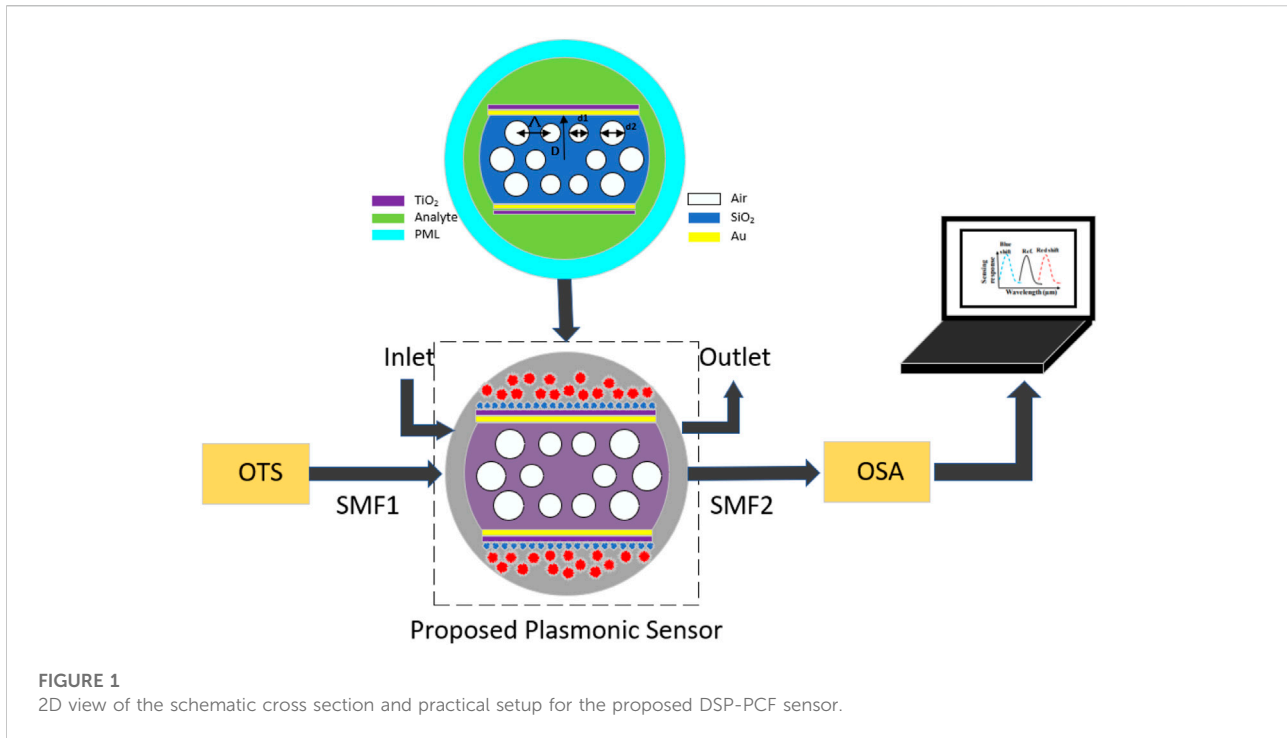 Λ
d1
d2
D
TiO₂
Analyte
PML
Air
SiO₂
Au
Blue
shift
Ref.
Red shift
Sensing
response
Wavelength (μm)
Inlet
Outlet
OTS
SMF1
SMF2
OSA
Proposed Plasmonic Sensor
FIGURE 1
2D view of the schematic cross section and practical setup for the proposed DSP-PCF sensor.